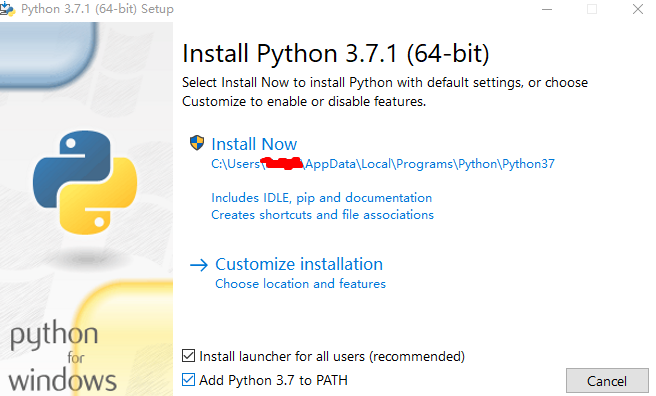 Python 3.7.1 (64-bit) Setup
Install Python 3.7.1 (64-bit)
Select Install Now to install Python with default settings, or choose
Customize to enable or disable features.
Install Now
C:\Users\ \AppData\Local\Programs\Python\Python37
Includes IDLE, pip and documentation
Creates shortcuts and file associations
Customize installation
Choose location and features
python
for
windows
Install launcher for all users (recommended)
Add Python 3.7 to PATH
Cancel